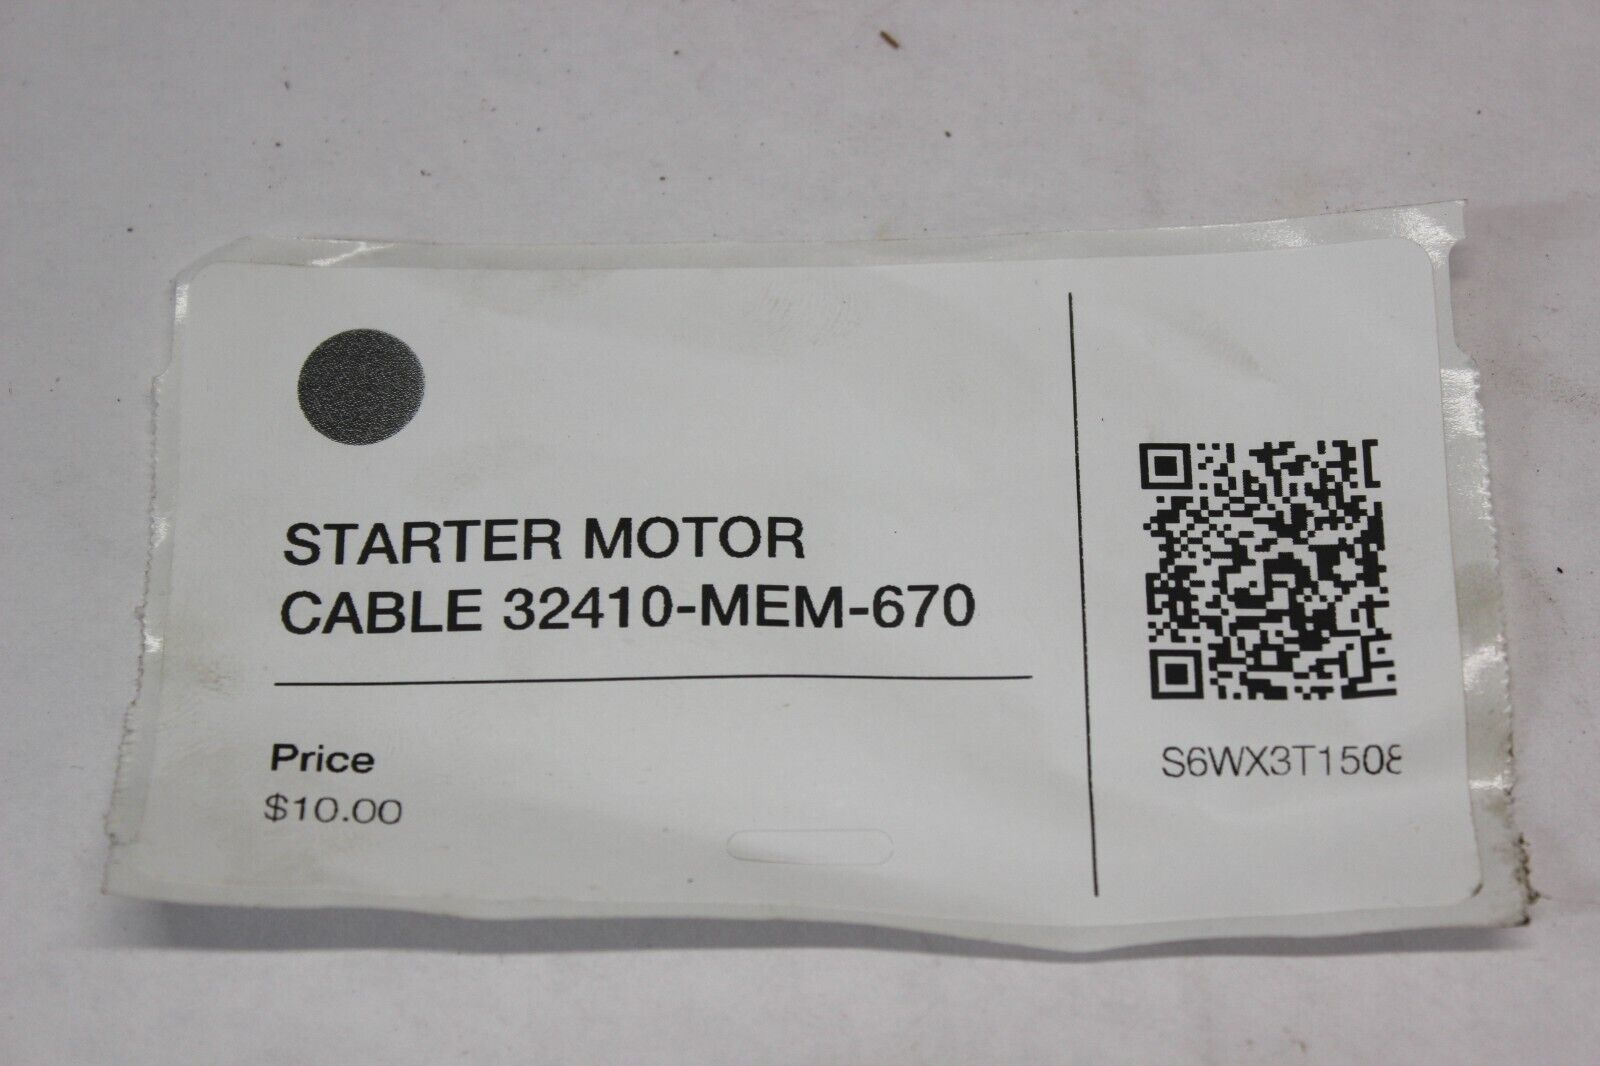 STARTER MOTOR
CABLE 32410-MEM-670
Price
$10.00
S6WX3T1508